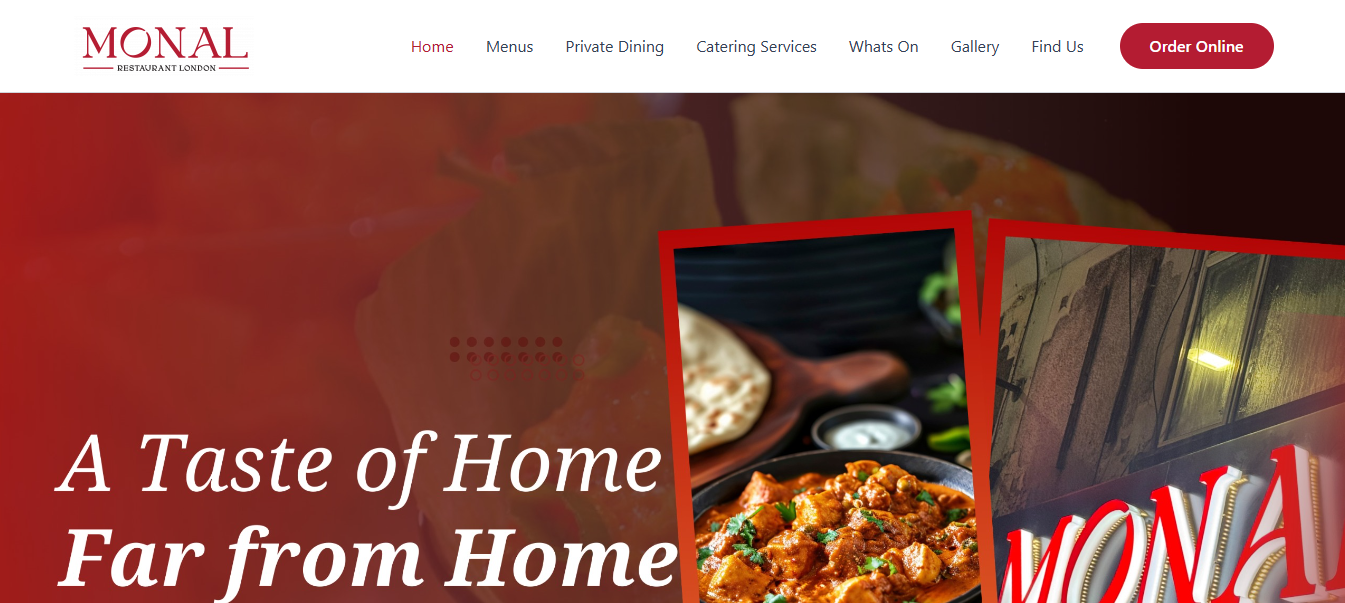 MONAL
RESTAURANT LONDON
Home Menus Private Dining Catering Services Whats On Gallery Find Us Order Online
A Taste of Home
Far from Home
MONA